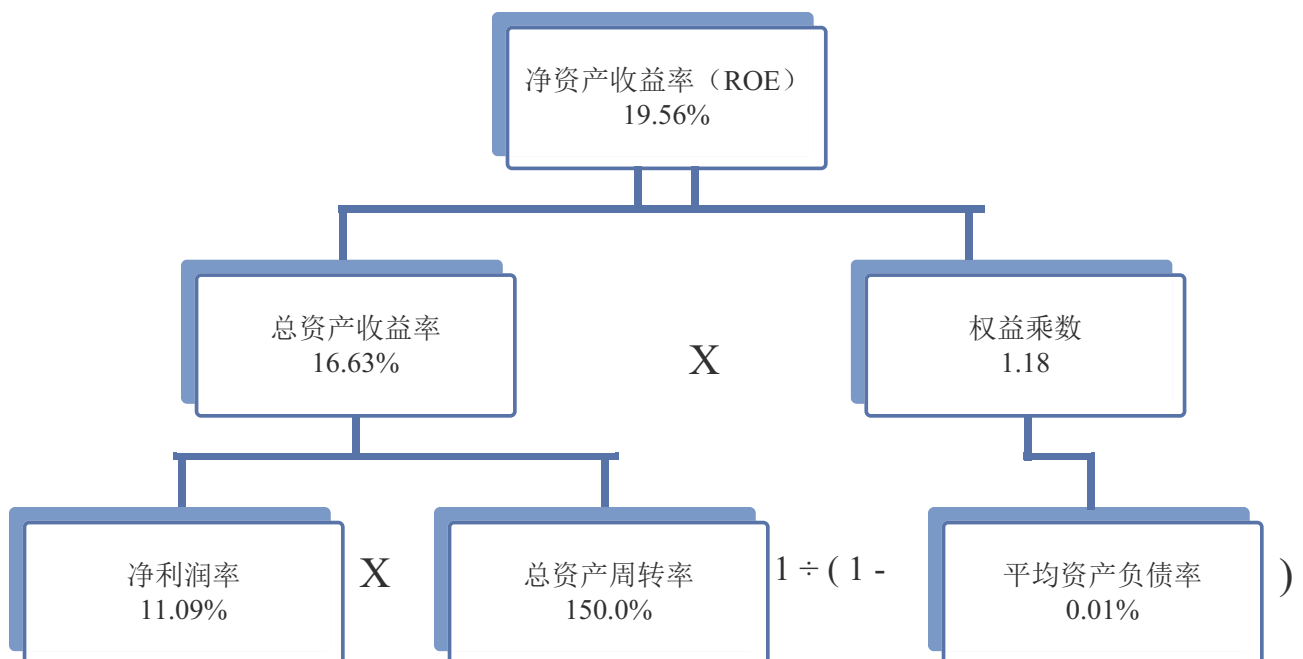 净资产收益率（ROE）
19.56%
总资产收益率
16.63%
X
权益乘数
1.18
净利润率
11.09%
X
总资产周转率
150.0%
1 ÷ ( 1 -
平均资产负债率
0.01%
)